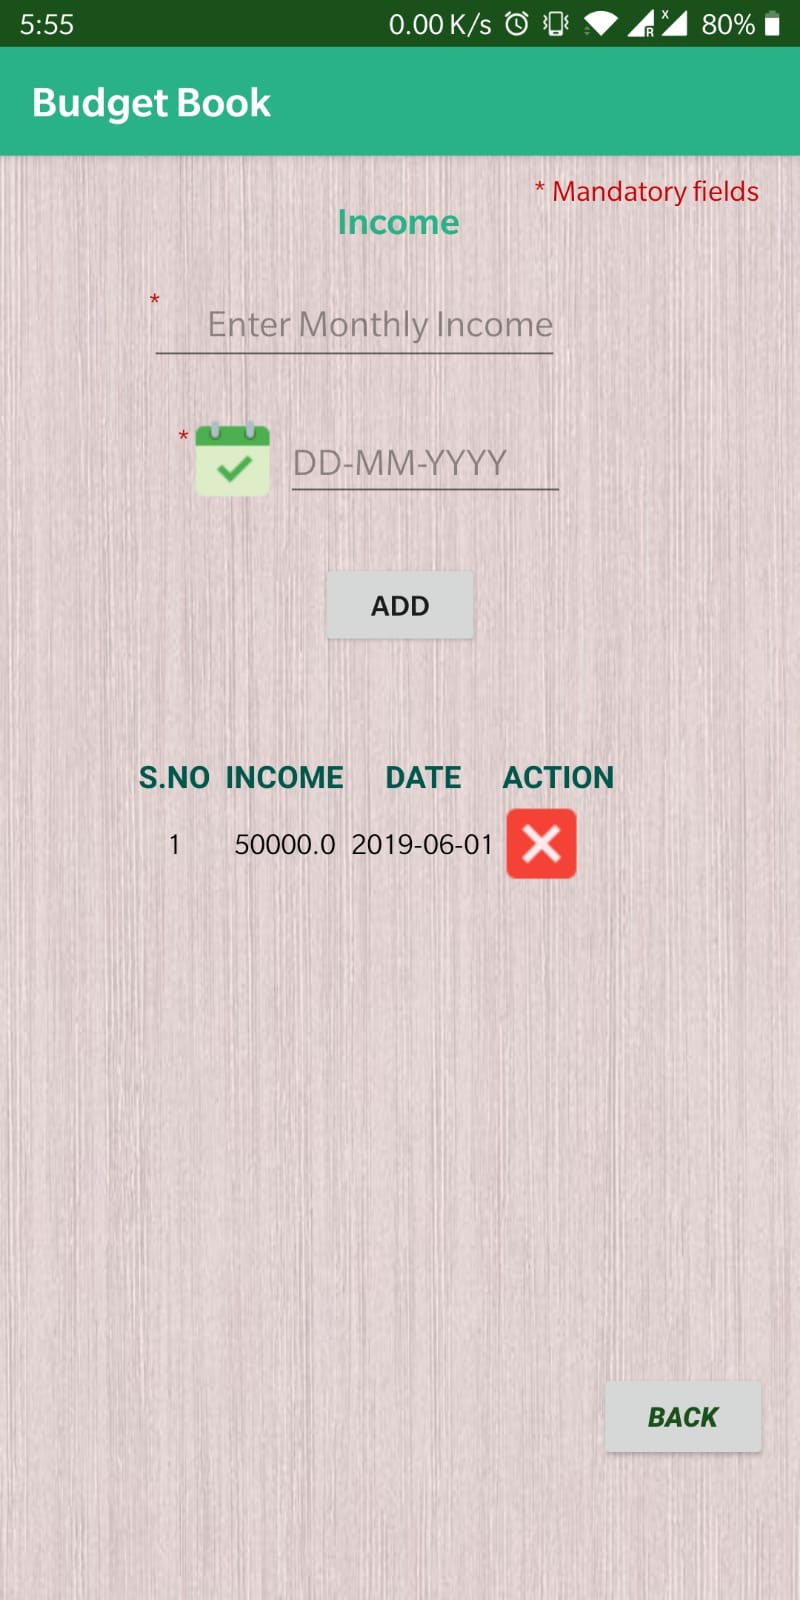 5:55 0.00 K/s R x 80%
Budget Book
* Mandatory fields
Income
*
Enter Monthly Income
*
DD-MM-YYYY
ADD
S.NO INCOME DATE ACTION
1 50000.0 2019-06-01
BACK